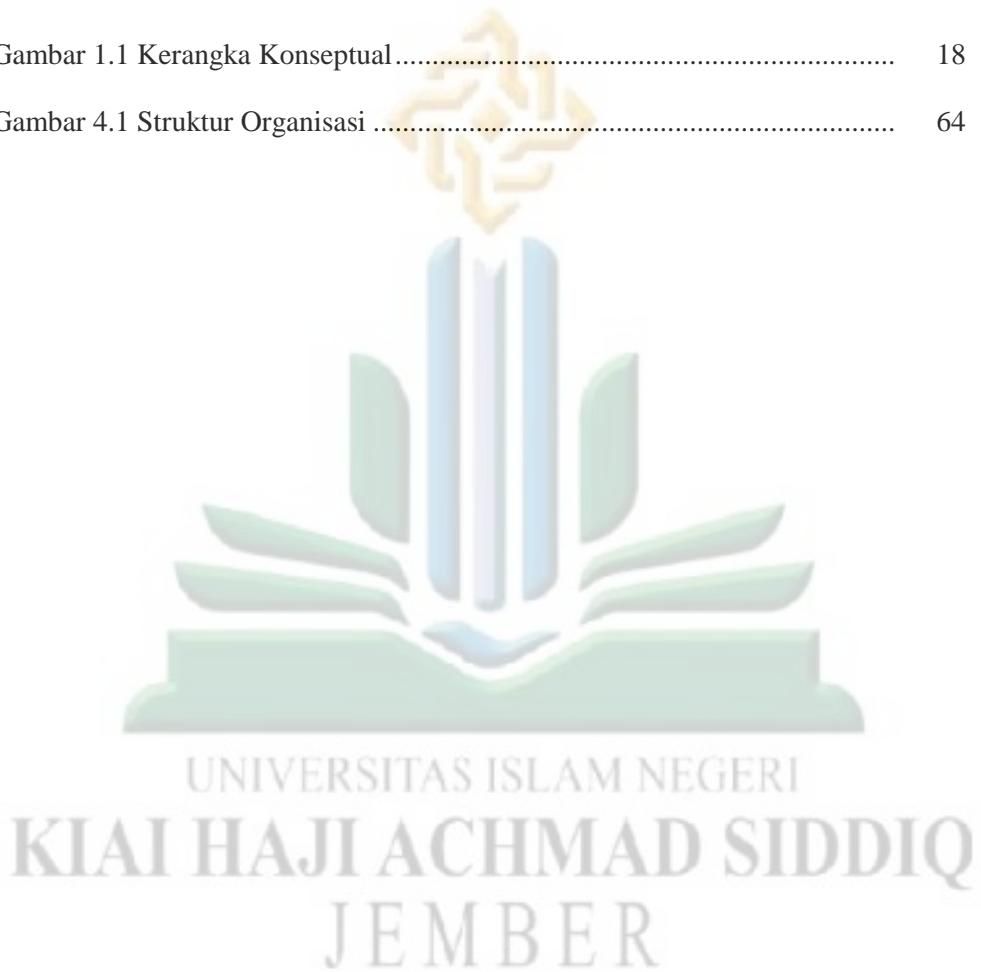 Gambar 1.1 Kerangka Konseptual.................................................................... 18
Gambar 4.1 Struktur Organisasi ....................................................................... 64
UNIVERSITAS ISLAM NEGERI
KIAI HAJI ACHMAD SIDDIQ
JEMBER